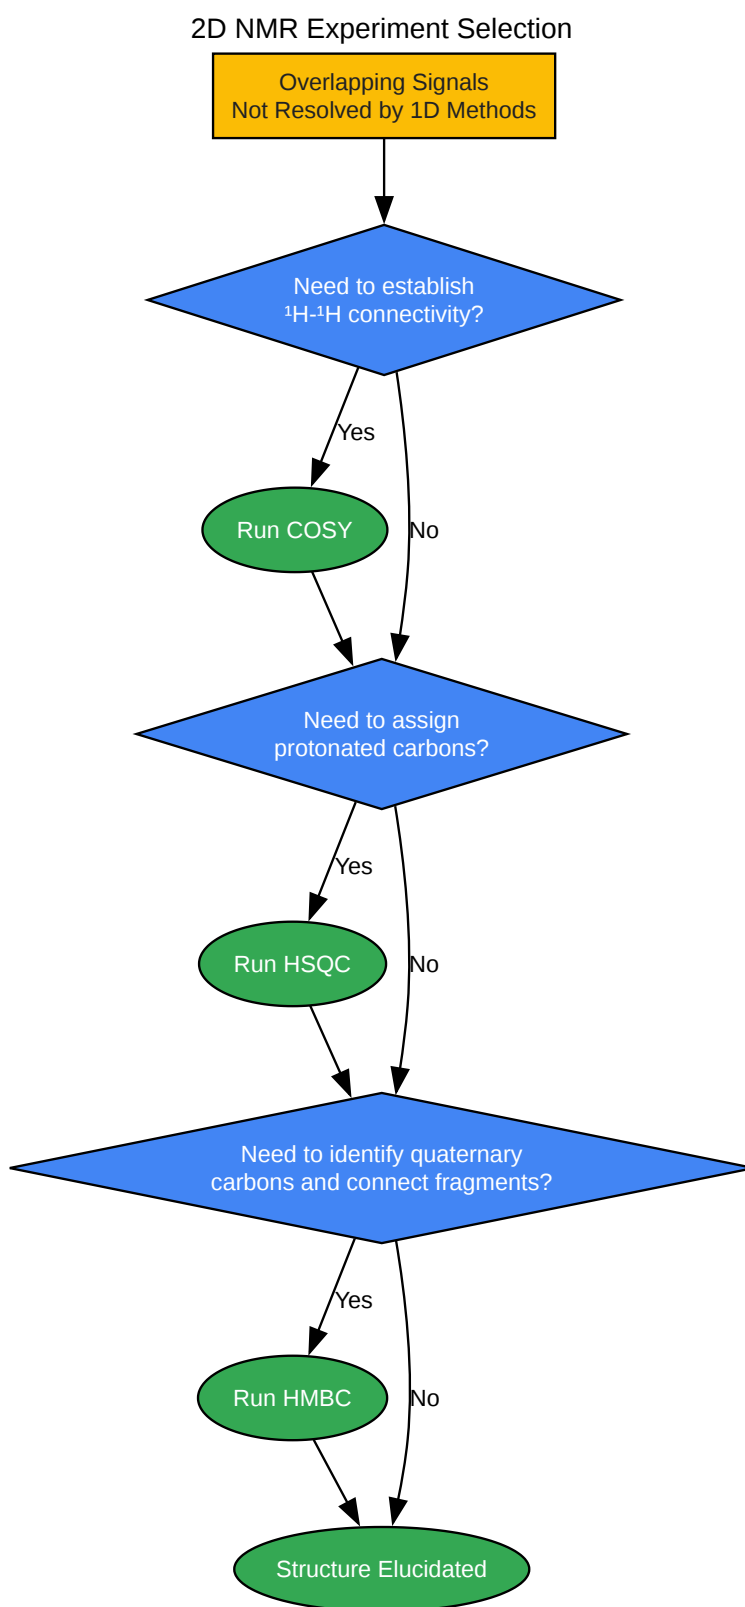 2D NMR Experiment Selection
Overlapping Signals
Not Resolved by 1D Methods
Need to establish
¹H-¹H connectivity?
Yes
Run COSY
No
Need to assign
protonated carbons?
Yes
Run HSQC
No
Need to identify quaternary
carbons and connect fragments?
Yes
Run HMBC
No
Structure Elucidated